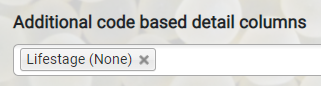 Additional code based detail columns
Lifestage (None) ×